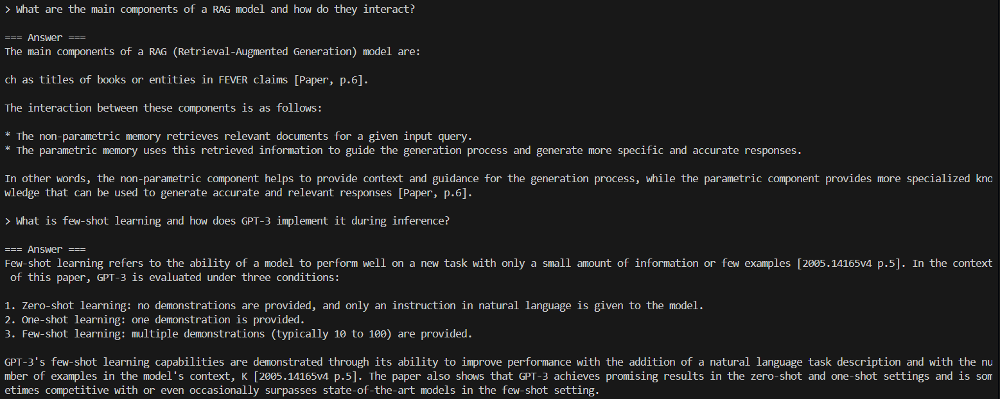 > What are the main components of a RAG model and how do they interact?
=== Answer ===
The main components of a RAG (Retrieval-Augmented Generation) model are:
ch as titles of books or entities in FEVER claims [Paper, p.6].
The interaction between these components is as follows:
* The non-parametric memory retrieves relevant documents for a given input query.
* The parametric memory uses this retrieved information to guide the generation process and generate more specific and accurate responses.
In other words, the non-parametric component helps to provide context and guidance for the generation process, while the parametric component provides more specialized kno
wledge that can be used to generate accurate and relevant responses [Paper, p.6].
> What is few-shot learning and how does GPT-3 implement it during inference?
=== Answer ===
Few-shot learning refers to the ability of a model to perform well on a new task with only a small amount of information or few examples [2005.14165v4 p.5]. In the context
of this paper, GPT-3 is evaluated under three conditions:
1. Zero-shot learning: no demonstrations are provided, and only an instruction in natural language is given to the model.
2. One-shot learning: one demonstration is provided.
3. Few-shot learning: multiple demonstrations (typically 10 to 100) are provided.
GPT-3's few-shot learning capabilities are demonstrated through its ability to improve performance with the addition of a natural language task description and with the nu
mber of examples in the model's context, K [2005.14165v4 p.5]. The paper also shows that GPT-3 achieves promising results in the zero-shot and one-shot settings and is som
etimes competitive with or even occasionally surpasses state-of-the-art models in the few-shot setting.